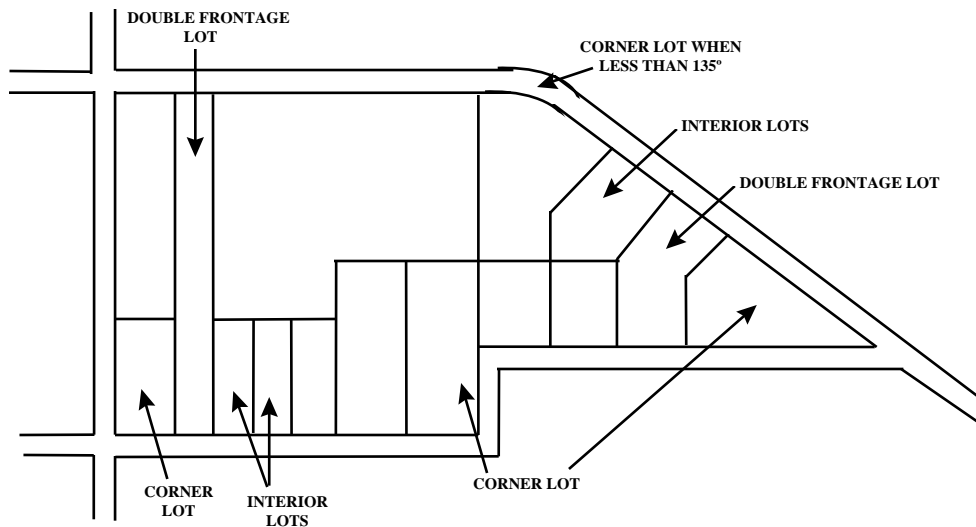 DOUBLE FRONTAGE
LOT
CORNER LOT WHEN
LESS THAN 135º
INTERIOR LOTS
DOUBLE FRONTAGE LOT
CORNER
LOT
INTERIOR
LOTS
CORNER LOT